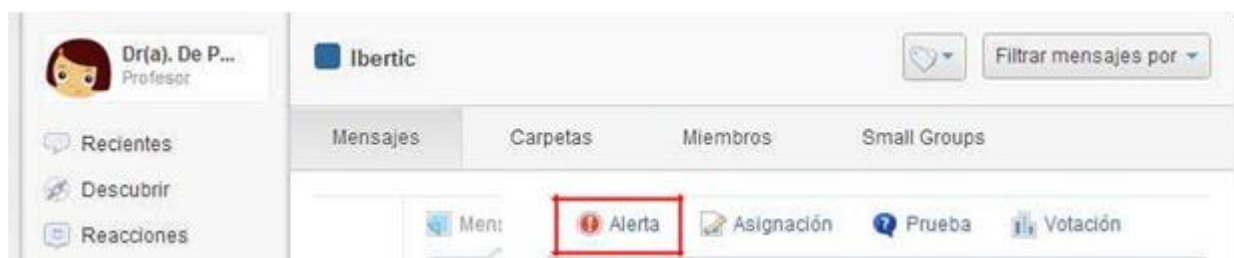 Dr(a). De P...
Profesor
Recientes
Descubrir
Reacciones
Ibertic
Filtrar mensajes por
Mensajes Carpetas Miembros Small Groups
Alerta Asignación Prueba Votación